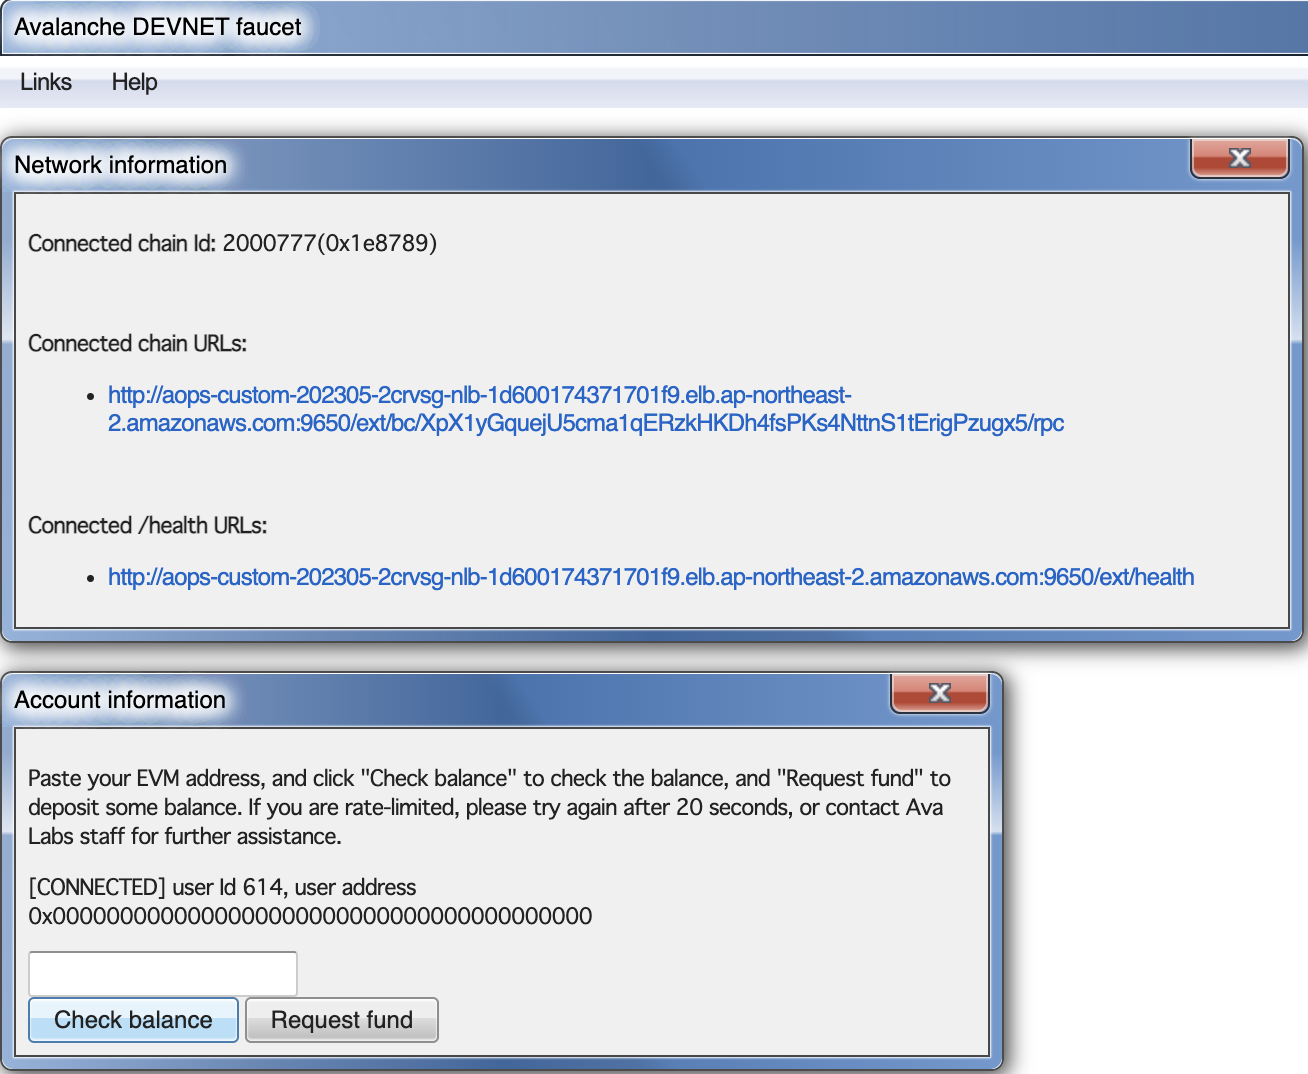 Avalanche DEVNET faucet
Links Help
Network information
Connected chain Id: 2000777(0x1e8789)
Connected chain URLs:
• http://aops-custom-202305-2crvsg-nlb-1d600174371701f9.elb.ap-northeast-
2.amazonaws.com:9650/ext/bc/XpX1yGquejU5cma1qERzkHKDh4fsPKs4NttnS1tErigPzugx5/rpc
Connected /health URLs:
• http://aops-custom-202305-2crvsg-nlb-1d600174371701f9.elb.ap-northeast-2.amazonaws.com:9650/ext/health
Account information
Paste your EVM address, and click "Check balance" to check the balance, and "Request fund" to
deposit some balance. If you are rate-limited, please try again after 20 seconds, or contact Ava
Labs staff for further assistance.
[CONNECTED] user Id 614, user address
0x0000000000000000000000000000000000000000
Check balance Request fund